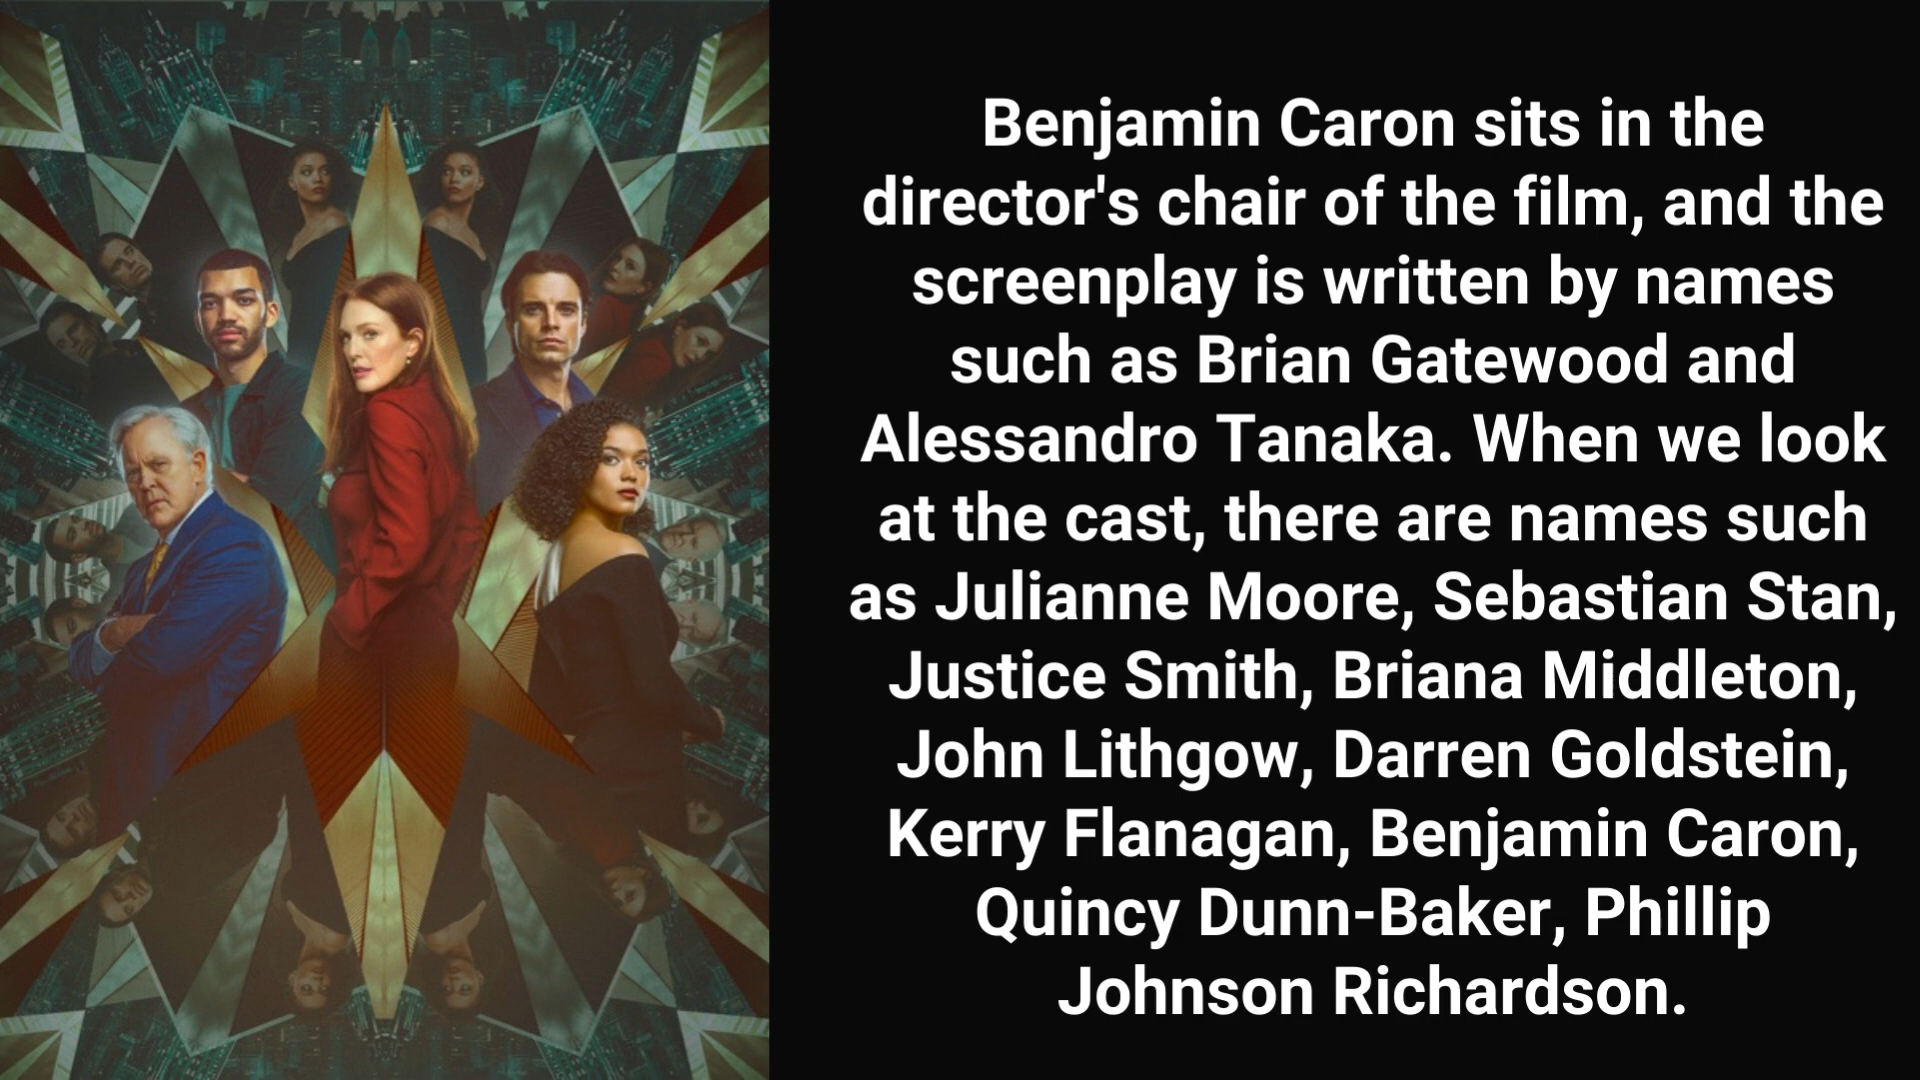 Benjamin Caron sits in the
director's chair of the film, and the
screenplay is written by names
such as Brian Gatewood and
Alessandro Tanaka. When we look
at the cast, there are names such
as Julianne Moore, Sebastian Stan,
Justice Smith, Briana Middleton,
John Lithgow, Darren Goldstein,
Kerry Flanagan, Benjamin Caron,
Quincy Dunn-Baker, Phillip
Johnson Richardson.